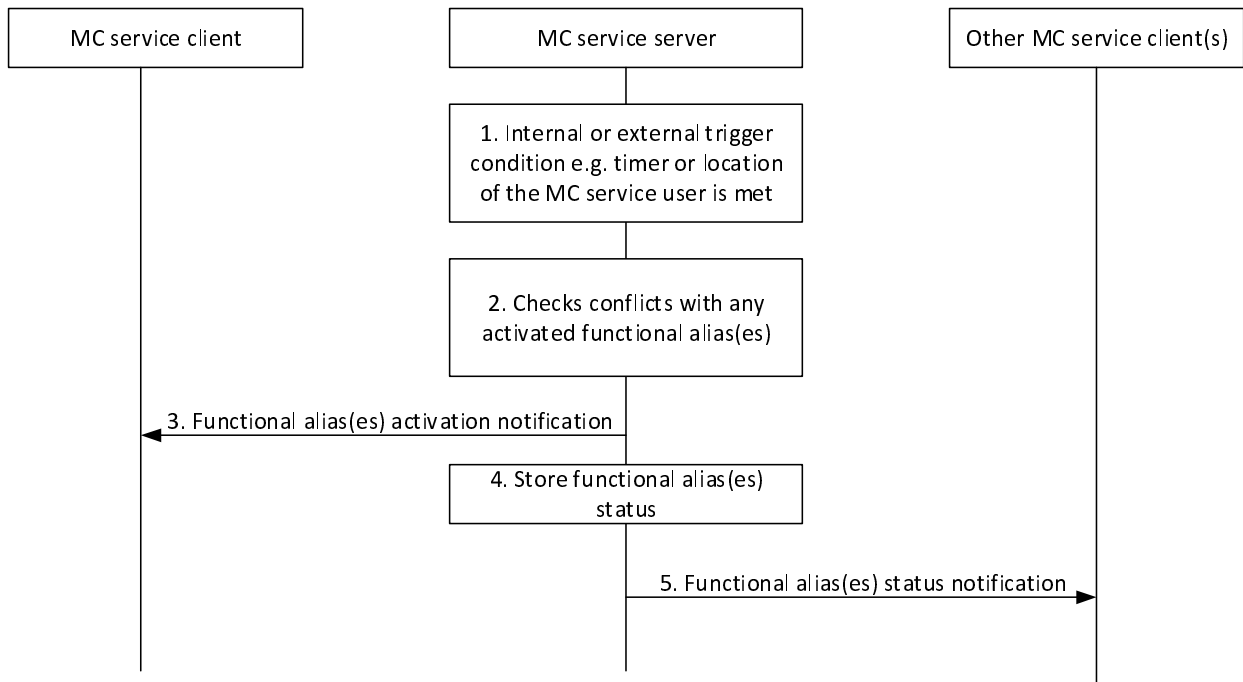 MC service client
MC service server
Other MC service client(s)
1. Internal or external trigger
condition e.g. timer or location
of the MC service user is met
2. Checks conflicts with any
activated functional alias(es)
3. Functional alias(es) activation notification
4. Store functional alias(es)
status
5. Functional alias(es) status notification